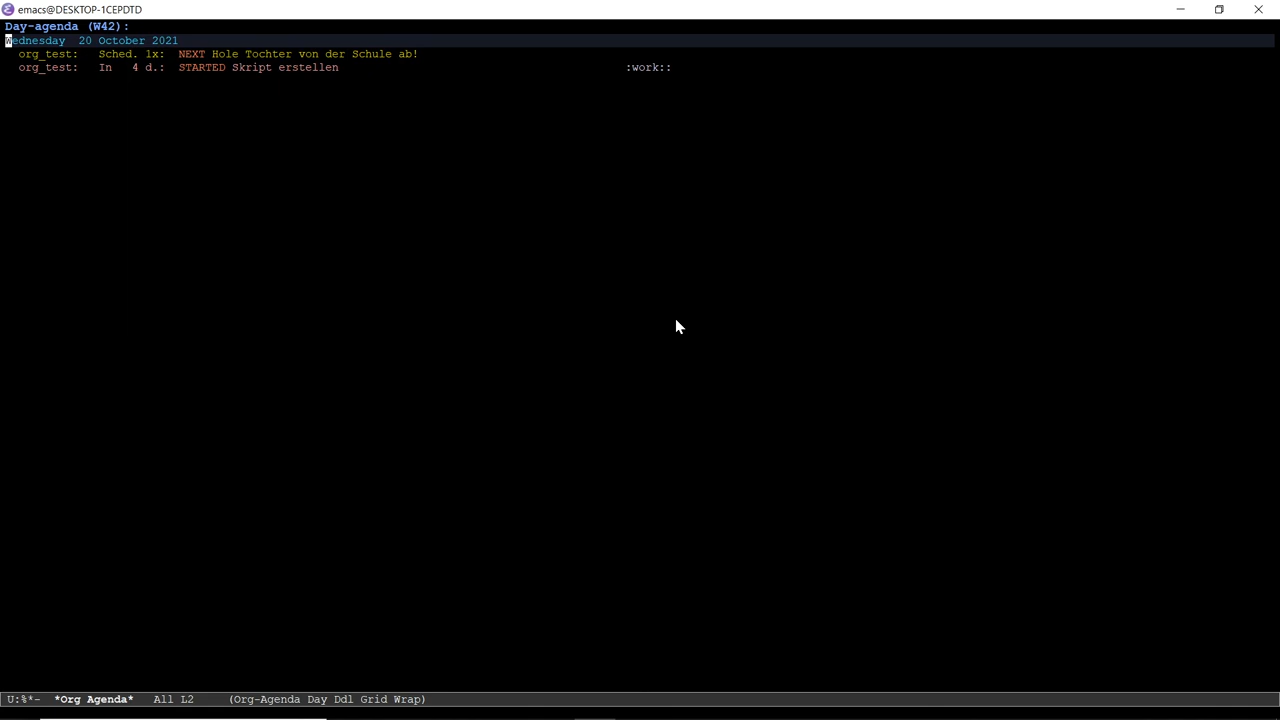 emacs@DESKTOP-1CEPDTD
Day-agenda (W42):
Wednesday  20 October 2021
org_test:   Sched. 1x:  NEXT Hole Tochter von der Schule ab!
org_test:   In   4 d.:  STARTED Skript erstellen :work::
U:%*-  *Org Agenda*   All L2     (Org-Agenda Day Ddl Grid Wrap)